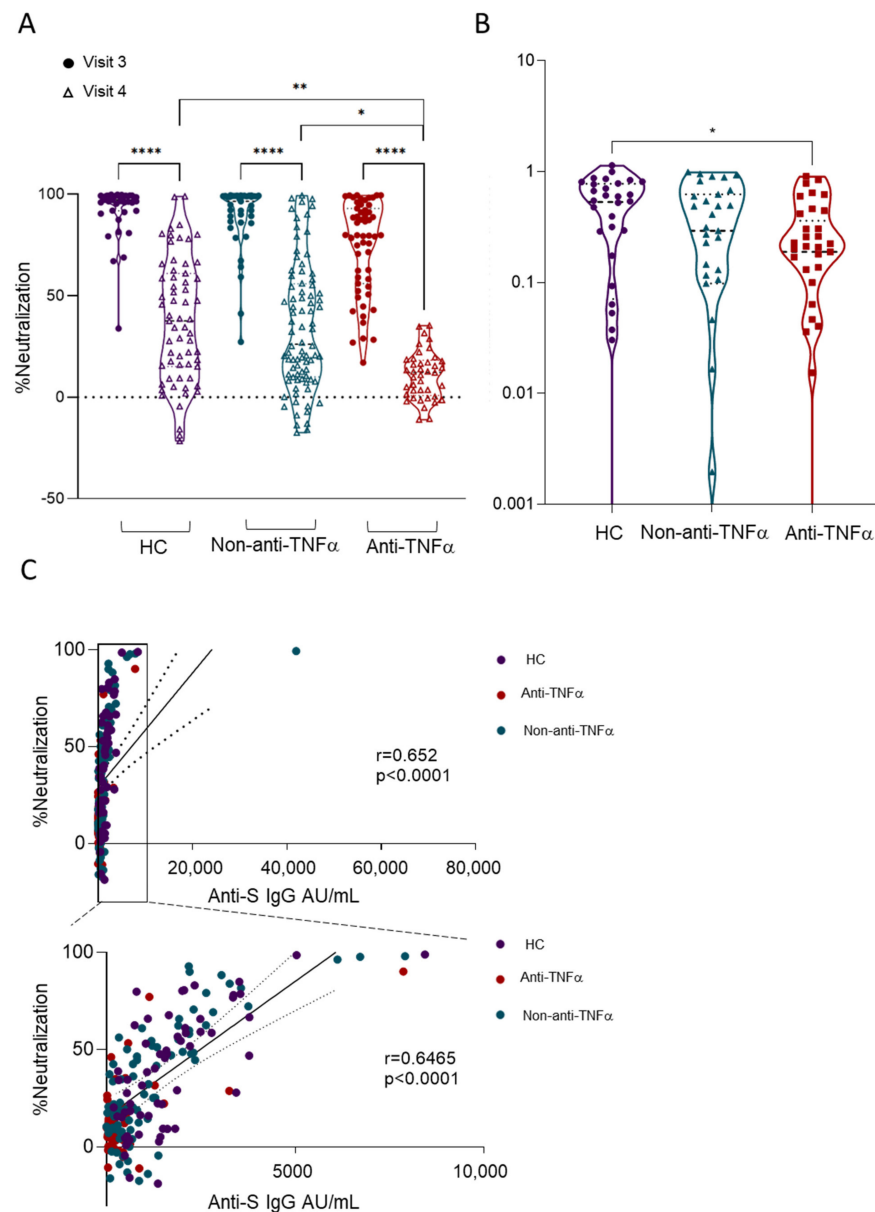 A
B
Visit 3
Visit 4
**
*
****
****
****
*
100
50
0
-50
%Neutralization
HC
Non-anti-TNFα
Anti-TNFα
10
1
0.1
0.01
0.001
HC
Non-anti-TNFα
Anti-TNFα
C
100
50
0
%Neutralization
20,000
40,000
60,000
80,000
Anti-S IgG AU/mL
r=0.652
p<0.0001
HC
Anti-TNFα
Non-anti-TNFα
100
50
0
%Neutralization
5000
10,000
Anti-S IgG AU/mL
r=0.6465
p<0.0001
HC
Anti-TNFα
Non-anti-TNFα